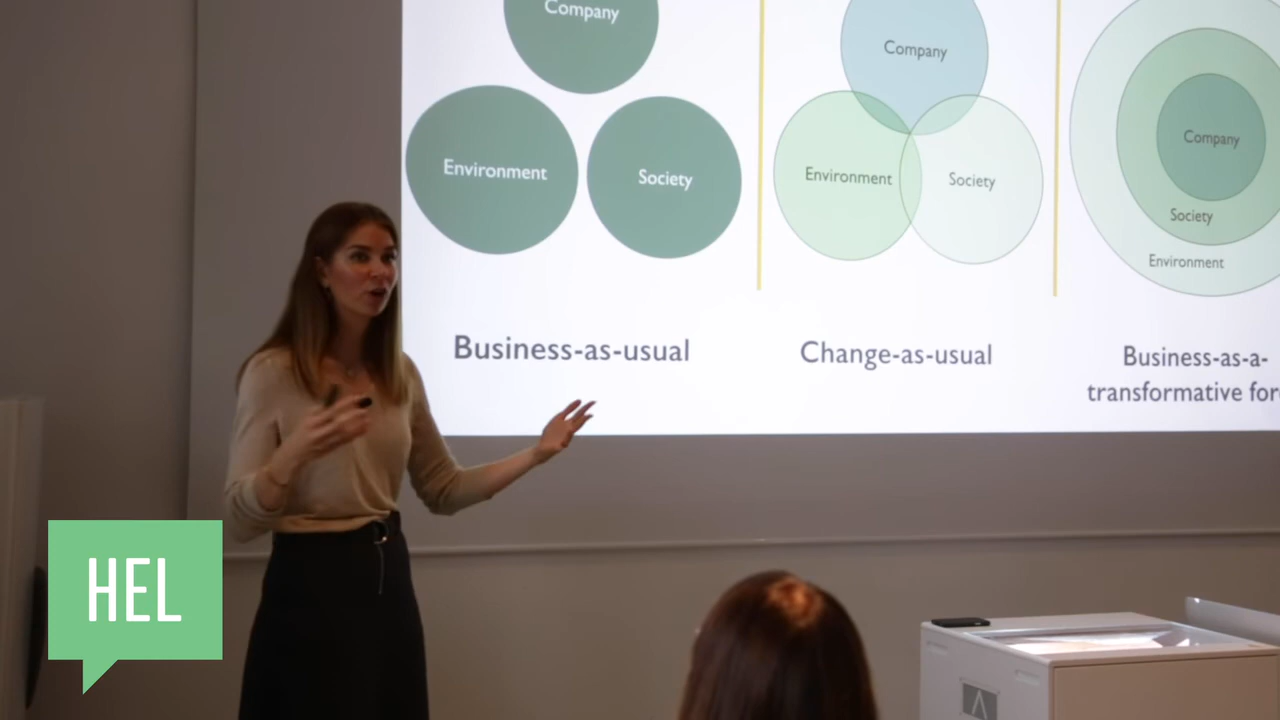 Company
Environment
Society
Business-as-usual
Company
Environment
Society
Change-as-usual
Company
Society
Environment
Business-as-a-
transformative for
HEL